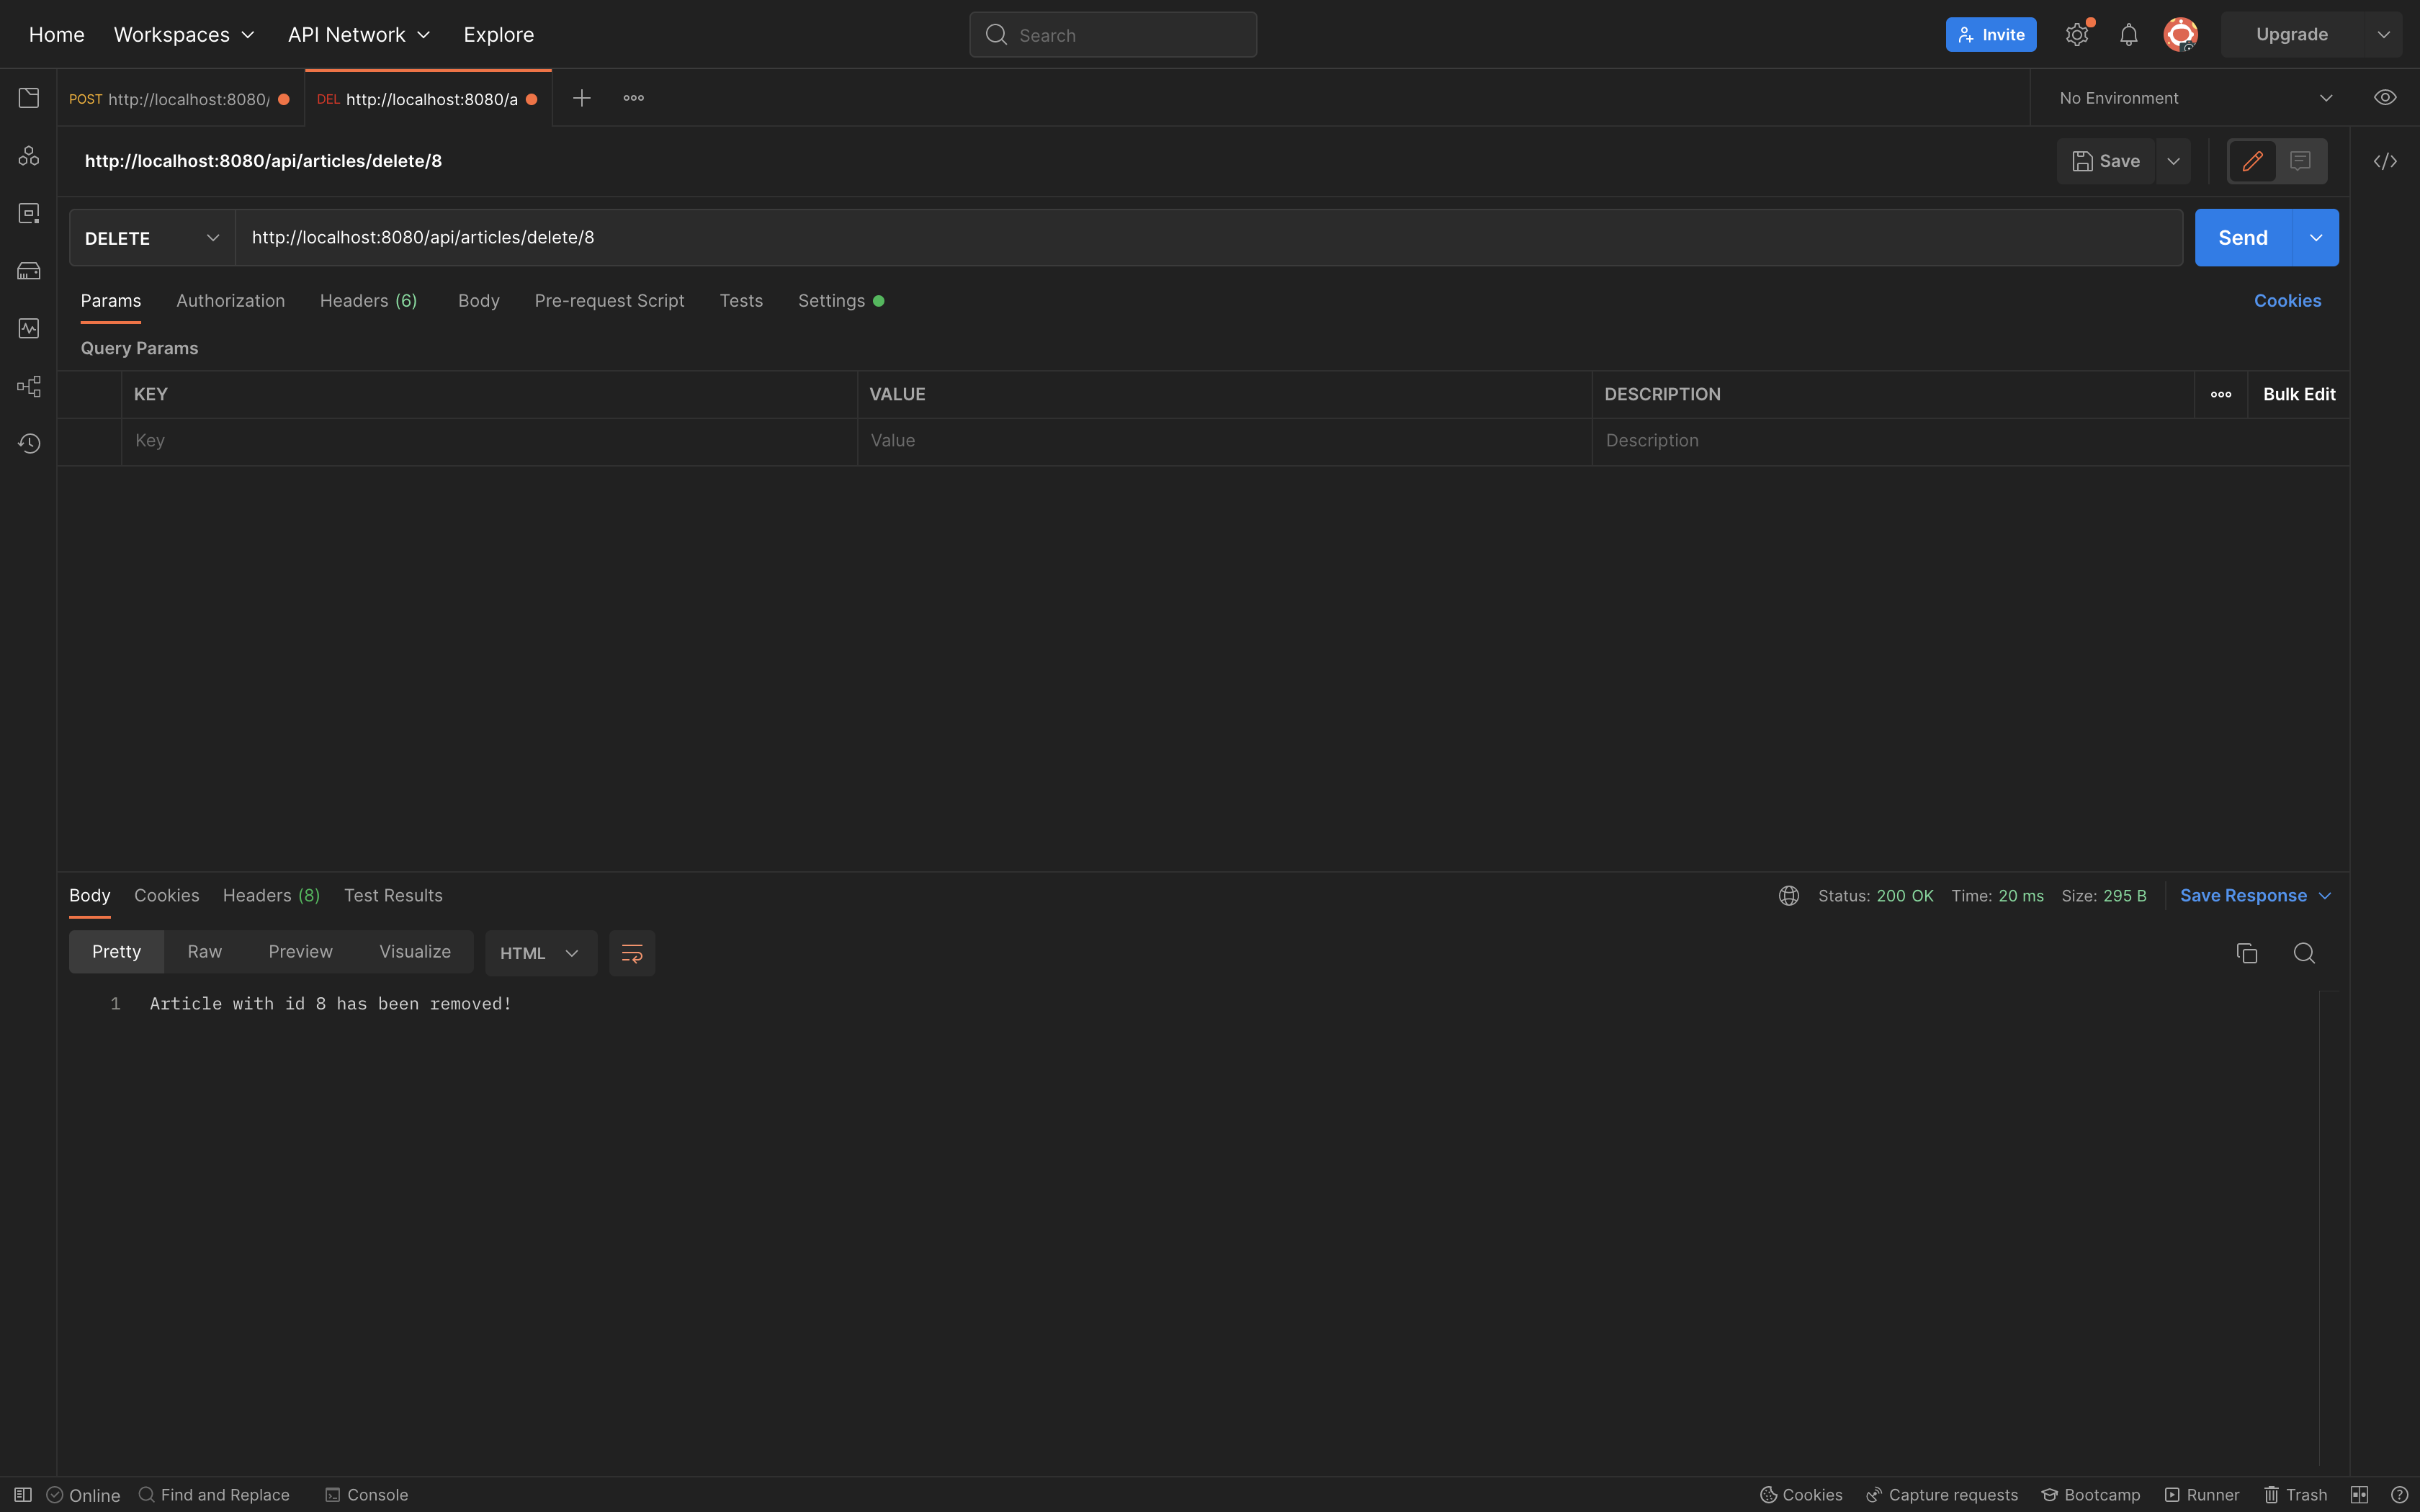 Home Workspaces API Network Explore Search Invite Upgrade
POST http://localhost:8080/ DEL http://localhost:8080/a No Environment
http://localhost:8080/api/articles/delete/8 Save
DELETE http://localhost:8080/api/articles/delete/8 Send
Params Authorization Headers (6) Body Pre-request Script Tests Settings Cookies
Query Params
KEY VALUE DESCRIPTION Bulk Edit
Key Value Description
Body Cookies Headers (8) Test Results Status: 200 OK Time: 20 ms Size: 295 B Save Response
Pretty Raw Preview Visualize HTML
1 Article with id 8 has been removed!
Online Find and Replace Console Cookies Capture requests Bootcamp Runner Trash